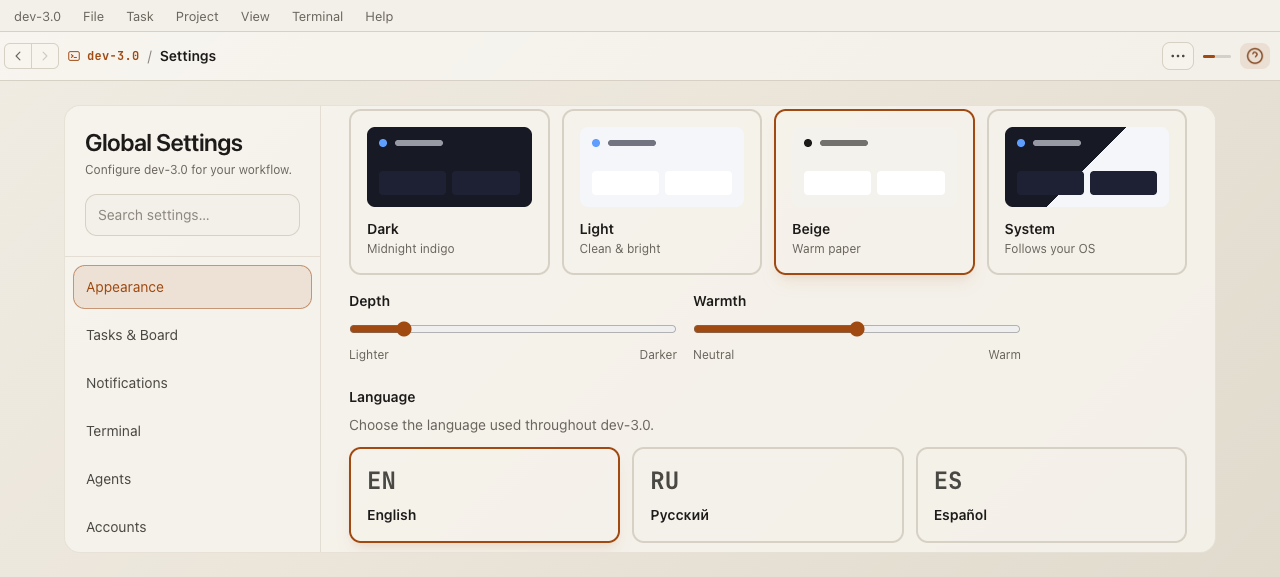 dev-3.0 File Task Project View Terminal Help
dev-3.0 / Settings
Global Settings
Configure dev-3.0 for your workflow.
Search settings...
Appearance
Tasks & Board
Notifications
Terminal
Agents
Accounts
Dark
Midnight indigo
Light
Clean & bright
Beige
Warm paper
System
Follows your OS
Depth
Lighter Darker
Warmth
Neutral Warm
Language
Choose the language used throughout dev-3.0.
EN
English
RU
Русский
ES
Español